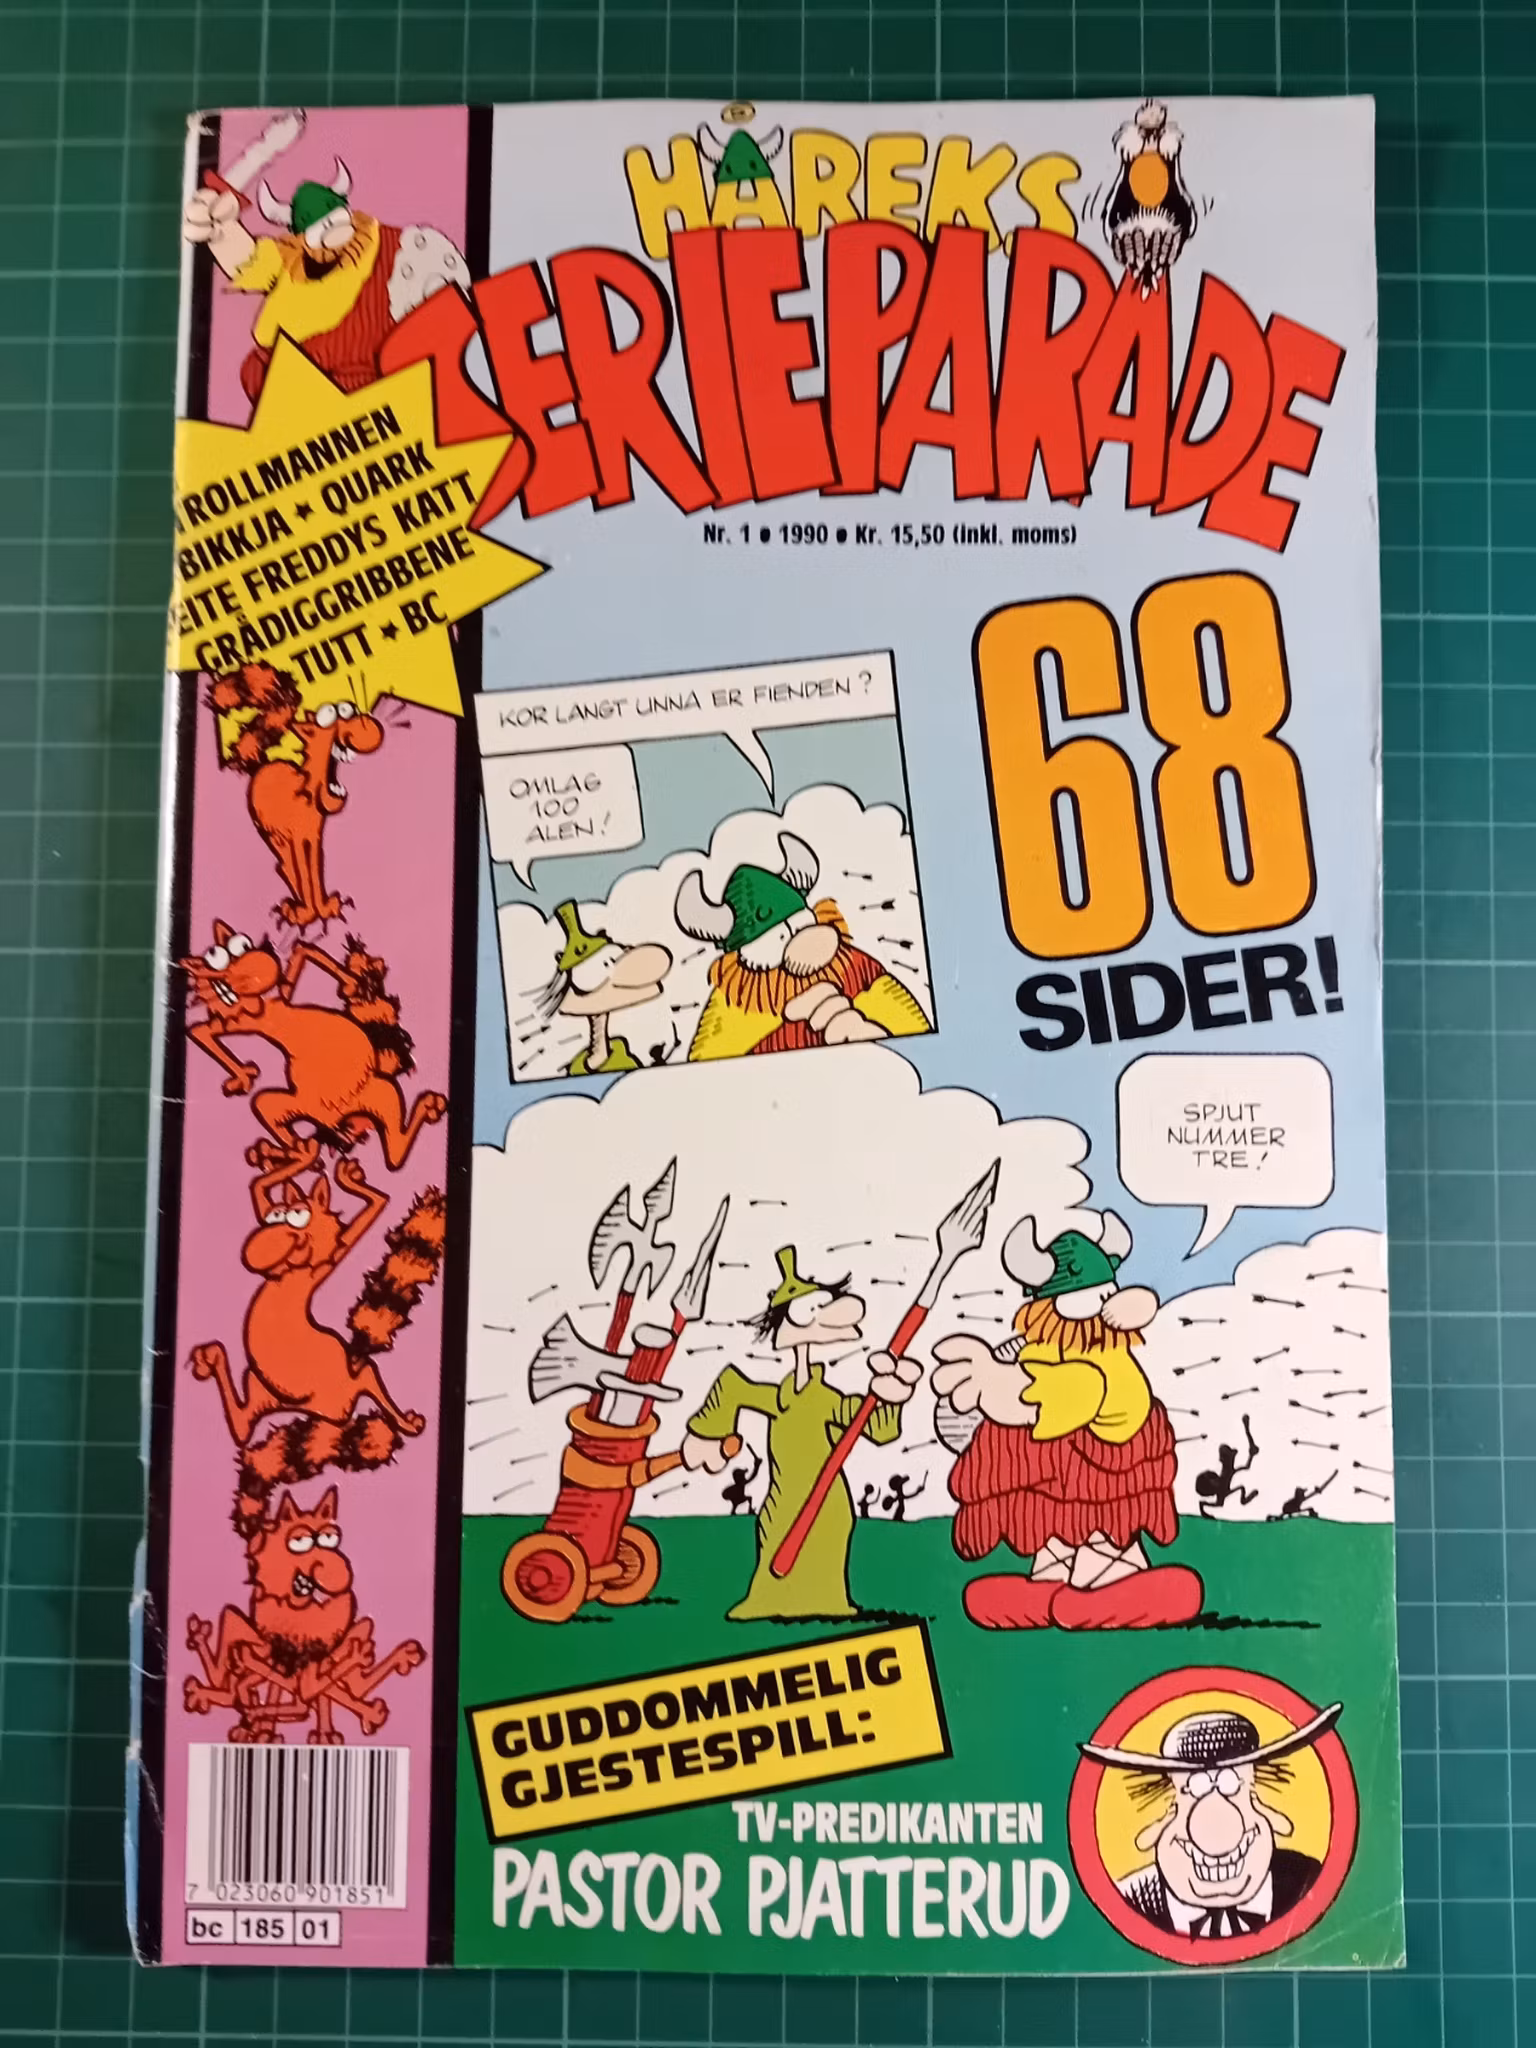 HÅREKS
SERIEPARADE
Nr. 1 • 1990 • Kr. 15,50 (inkl. moms)
TROLLMANNEN
BIKKJA ★ QUARK
FREDDYS KATT
GRÅDIGGRIBBENE
TUTT ★ BC
68
SIDER!
KOR LANGT UNNA ER FIENDEN?
OMLAG
100
ALEN!
SPJUT
NUMMER
TRE!
GUDDOMMELIG
GJESTESPILL:
TV-PREDIKANTEN
PASTOR PJATTERUD
7 023060 901851
bc 185 01